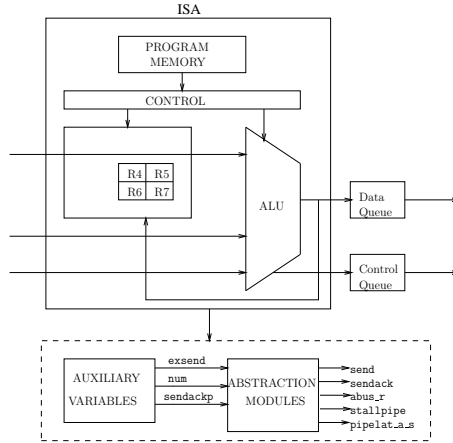 ISA
PROGRAM
MEMORY
CONTROL
R4 R5
R6 R7
ALU
Data
Queue
Control
Queue
AUXILIARY
VARIABLES
exsend
num
sendackp
ABSTRACTION
MODULES
send
sendack
abus_r
stallpipe
pipelat_a_s